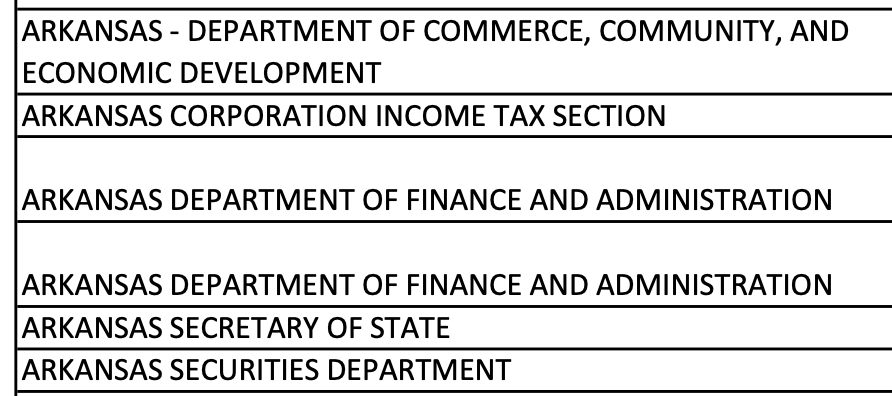 ARKANSAS - DEPARTMENT OF COMMERCE, COMMUNITY, AND
ECONOMIC DEVELOPMENT
ARKANSAS CORPORATION INCOME TAX SECTION
ARKANSAS DEPARTMENT OF FINANCE AND ADMINISTRATION
ARKANSAS DEPARTMENT OF FINANCE AND ADMINISTRATION
ARKANSAS SECRETARY OF STATE
ARKANSAS SECURITIES DEPARTMENT